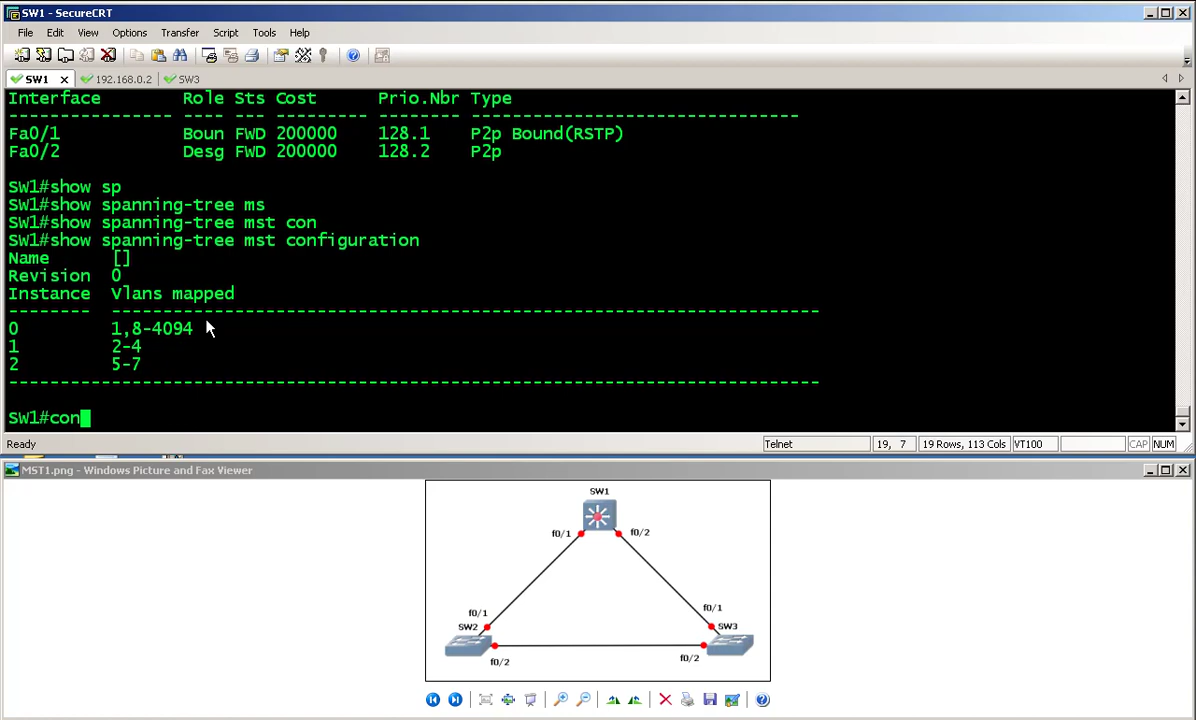 SW1 - SecureCRT
File Edit View Options Transfer Script Tools Help
SW1 x 192.168.0.2 SW3
Interface Role Sts Cost Prio.Nbr Type
---------------- ---- --- --------- -------- --------------------------------
Fa0/1 Boun FWD 200000 128.1 P2p Bound(RSTP)
Fa0/2 Desg FWD 200000 128.2 P2p
SW1#show sp
SW1#show spanning-tree ms
SW1#show spanning-tree mst con
SW1#show spanning-tree mst configuration
Name []
Revision 0
Instance Vlans mapped
-------- ---------------------------------------------------------------------
0 1,8-4094
1 2-4
2 5-7
-------------------------------------------------------------------------------
SW1#con
Ready Telnet 19, 7 19 Rows, 113 Cols VT100 CAP NUM
MST1.png - Windows Picture and Fax Viewer
SW1
f0/1 f0/2
f0/1 f0/1
SW2 SW3
f0/2 f0/2